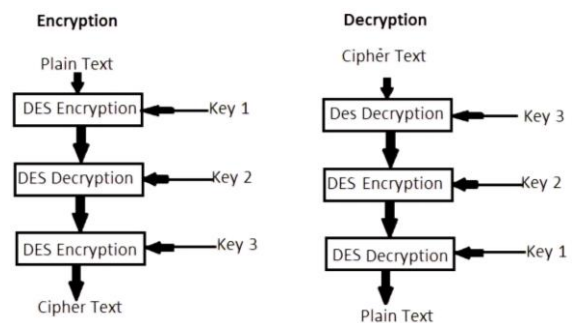 Encryption
Plain Text
DES Encryption
Key 1
DES Decryption
Key 2
DES Encryption
Key 3
Cipher Text
Decryption
Cipher Text
Des Decryption
Key 3
DES Encryption
Key 2
DES Decryption
Key 1
Plain Text